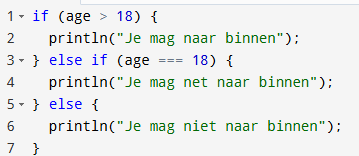 1 if (age > 18) {
2   println("Je mag naar binnen");
3 } else if (age === 18) {
4   println("Je mag net naar binnen");
5 } else {
6   println("Je mag niet naar binnen");
7 }